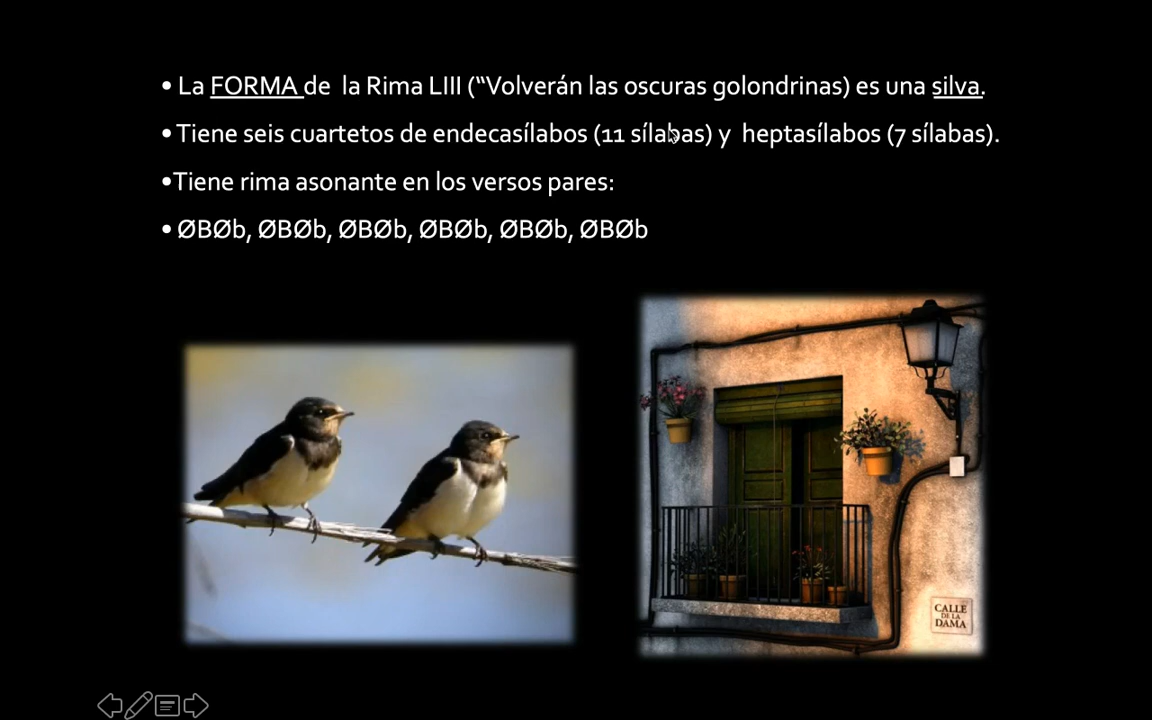 • La FORMA de la Rima LIII (“Volverán las oscuras golondrinas) es una silva.
• Tiene seis cuartetos de endecasílabos (11 sílabas) y heptasílabos (7 sílabas).
•Tiene rima asonante en los versos pares:
• ØBØb, ØBØb, ØBØb, ØBØb, ØBØb, ØBØb
CALLE
DE LA
DAMA